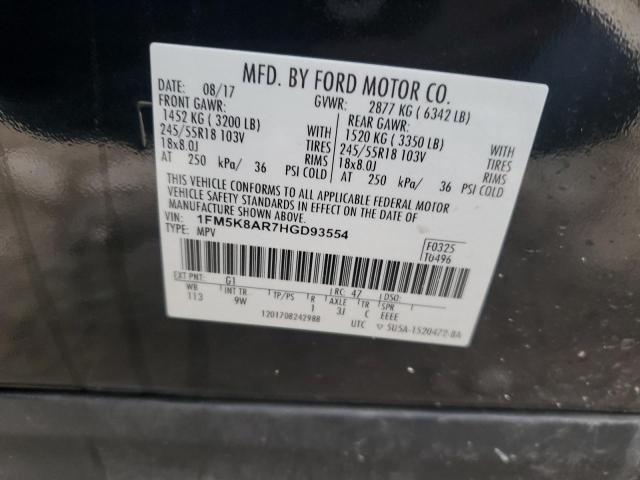 MFD. BY FORD MOTOR CO.
DATE: 08/17 GVWR: 2877 KG ( 6342 LB)
FRONT GAWR: REAR GAWR:
1452 KG ( 3200 LB) WITH 1520 KG ( 3350 LB) WITH
245/55R18 103V TIRES 245/55R18 103V TIRES
18x8.0J RIMS 18x8.0J RIMS
AT 250 kPa/ 36 PSI COLD AT 250 kPa/ 36 PSI COLD
THIS VEHICLE CONFORMS TO ALL APPLICABLE FEDERAL MOTOR
VEHICLE SAFETY STANDARDS IN EFFECT ON THE DATE OF
MANUFACTURE SHOWN ABOVE.
VIN: 1FM5K8AR7HGD93554
TYPE: MPV
F0325
T0496
EXT PNT: G1 RC: 47 DSO:
WB INT TR TP/PS R AXLE TR SPR
113 9W 1 3J C EEEE
1201708242988 UTC 5U5A-1520472-BA